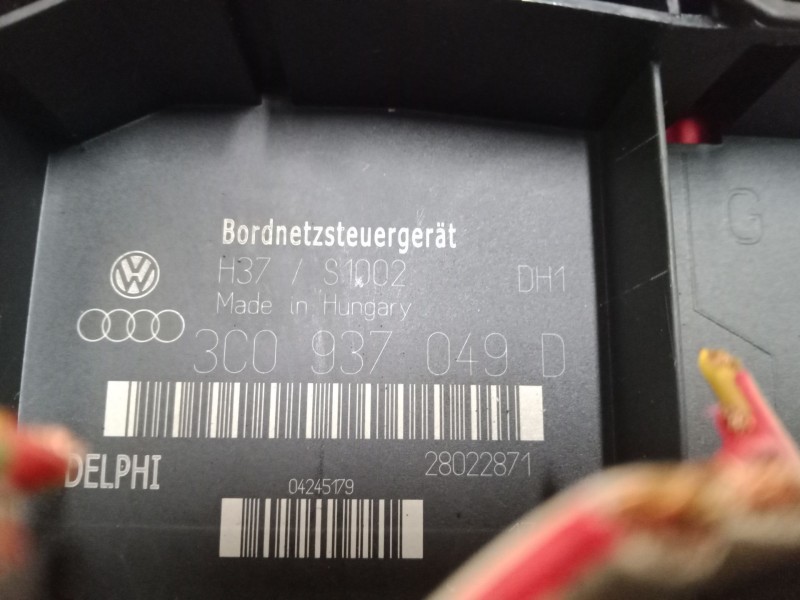 Bordnetzsteuergerät
H37 / S1002 DH1
Made in Hungary
3C0 937 049 D
DELPHI 28022871
04245179
G